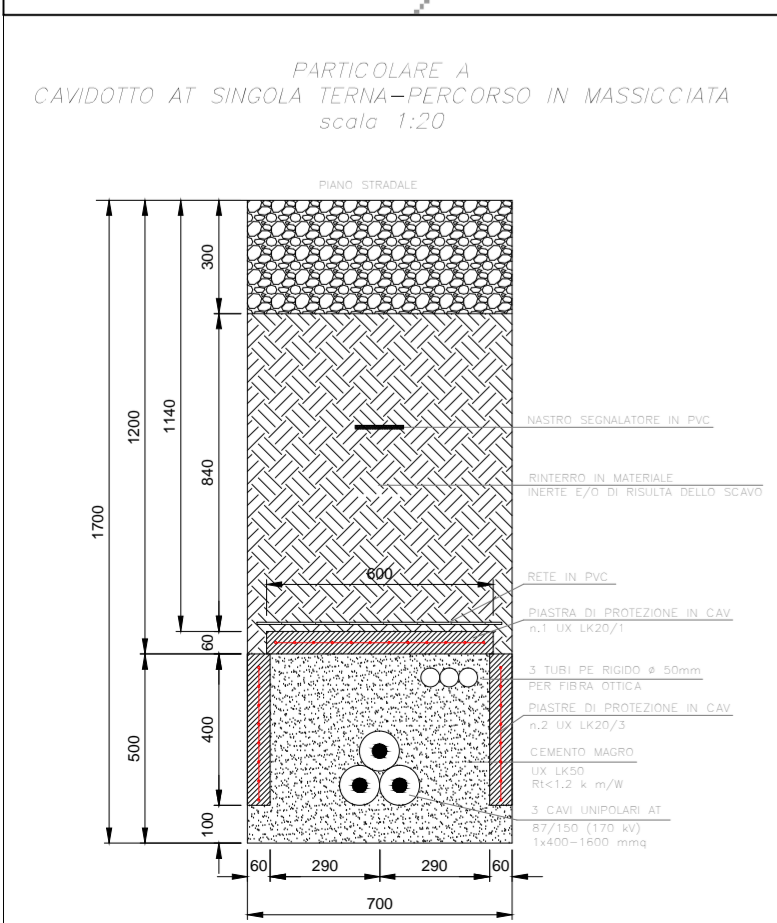 PARTICOLARE A
CAVIDOTTO AT SINGOLA TERNA-PERCORSO IN MASSICCIATA
scala 1:20
PIANO STRADALE
300
1200
1140
840
1700
NASTRO SEGNALATORE IN PVC
RINTERRO IN MATERIALE
INERTE E/O DI RISULTA DELLO SCAVO
600
RETE IN PVC
PIASTRA DI PROTEZIONE IN CAV
n.1 UX LK20/1
60
3 TUBI PE RIGIDO ø 50mm
PER FIBRA OTTICA
PIASTRE DI PROTEZIONE IN CAV
n.2 UX LK20/3
500
400
CEMENTO MAGRO
UX LK50
Rt<1.2 k m/W
3 CAVI UNIPOLARI AT
87/150 (170 kV)
1x400-1600 mmq
100
60 290 290 60
700